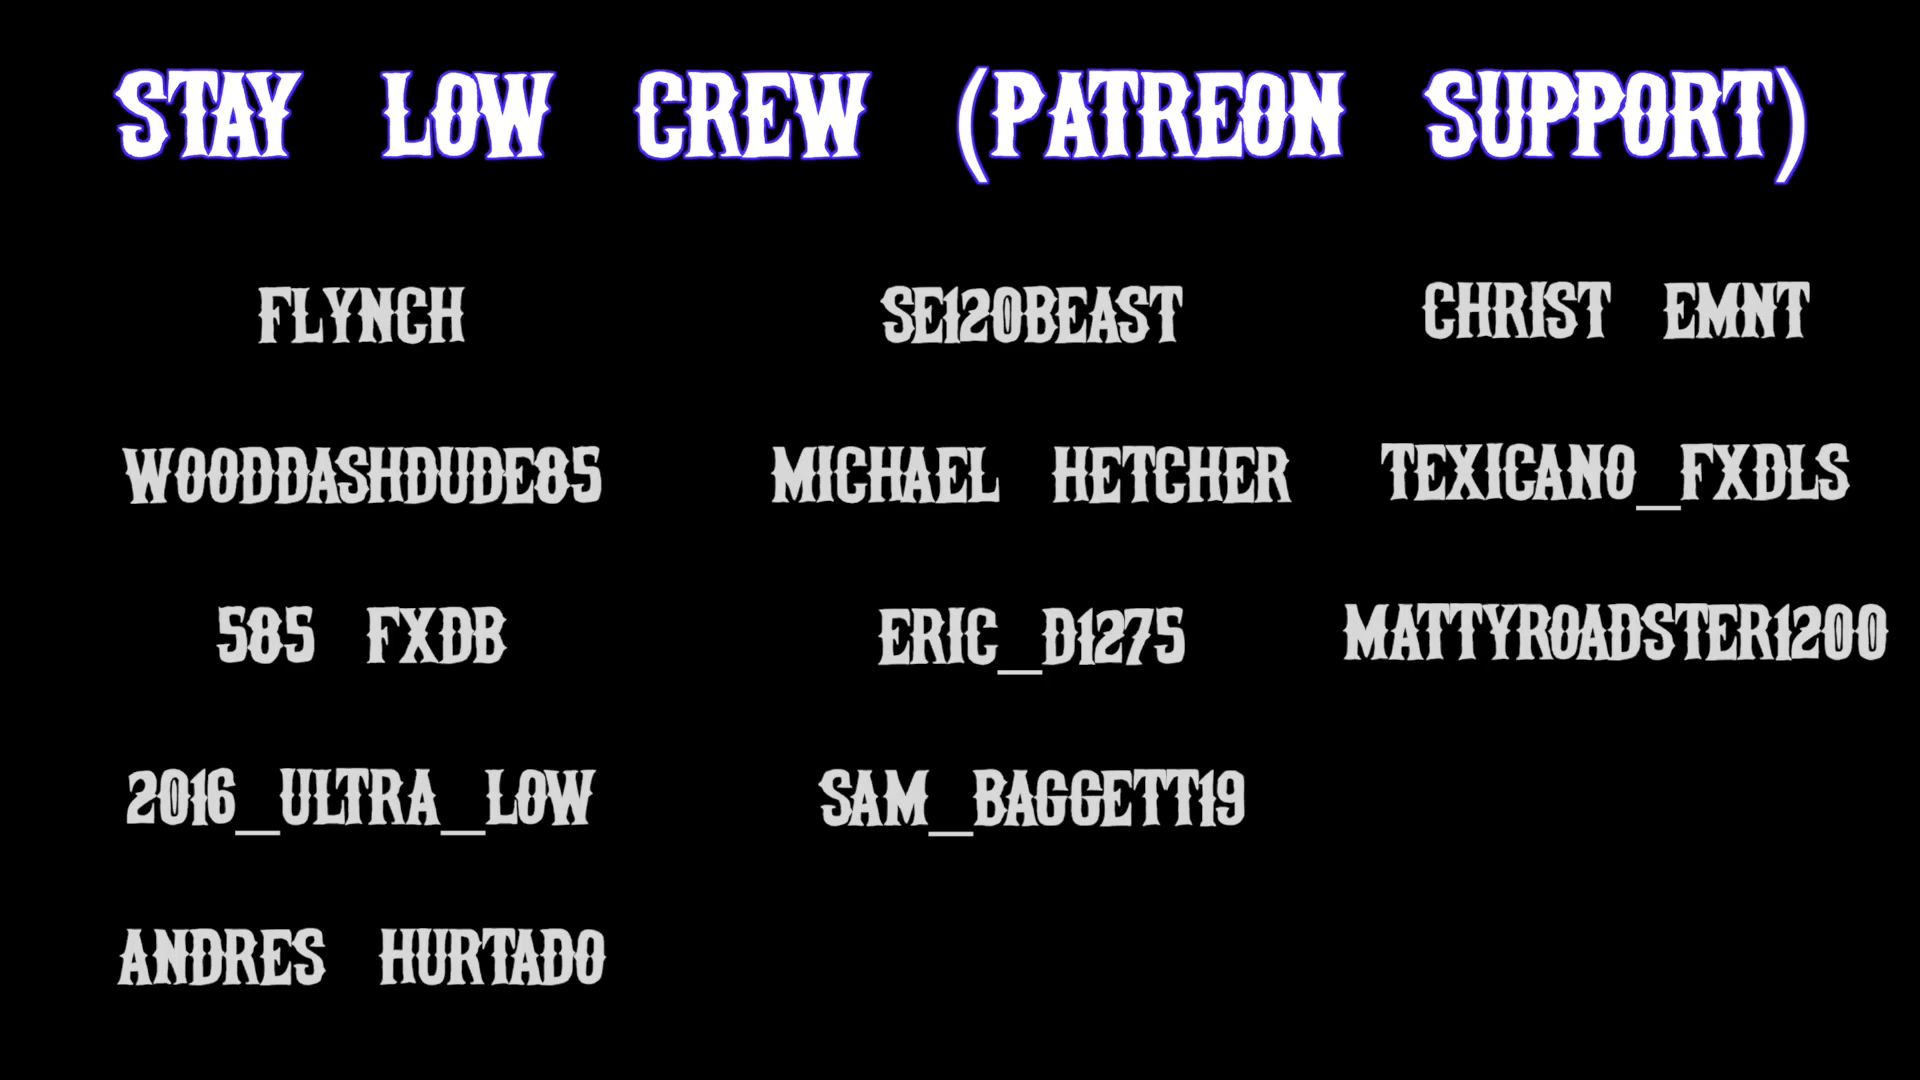 STAY LOW CREW (PATREON SUPPORT)
FLYNCH
SE120BEAST
CHRIST EMNT
WOODDASHDUDE85
MICHAEL HETCHER
TEXICANO_FXDLS
585 FXDB
ERIC_D1275
MATTYROADSTER1200
2016_ULTRA_LOW
SAM_BAGGETT19
ANDRES HURTADO